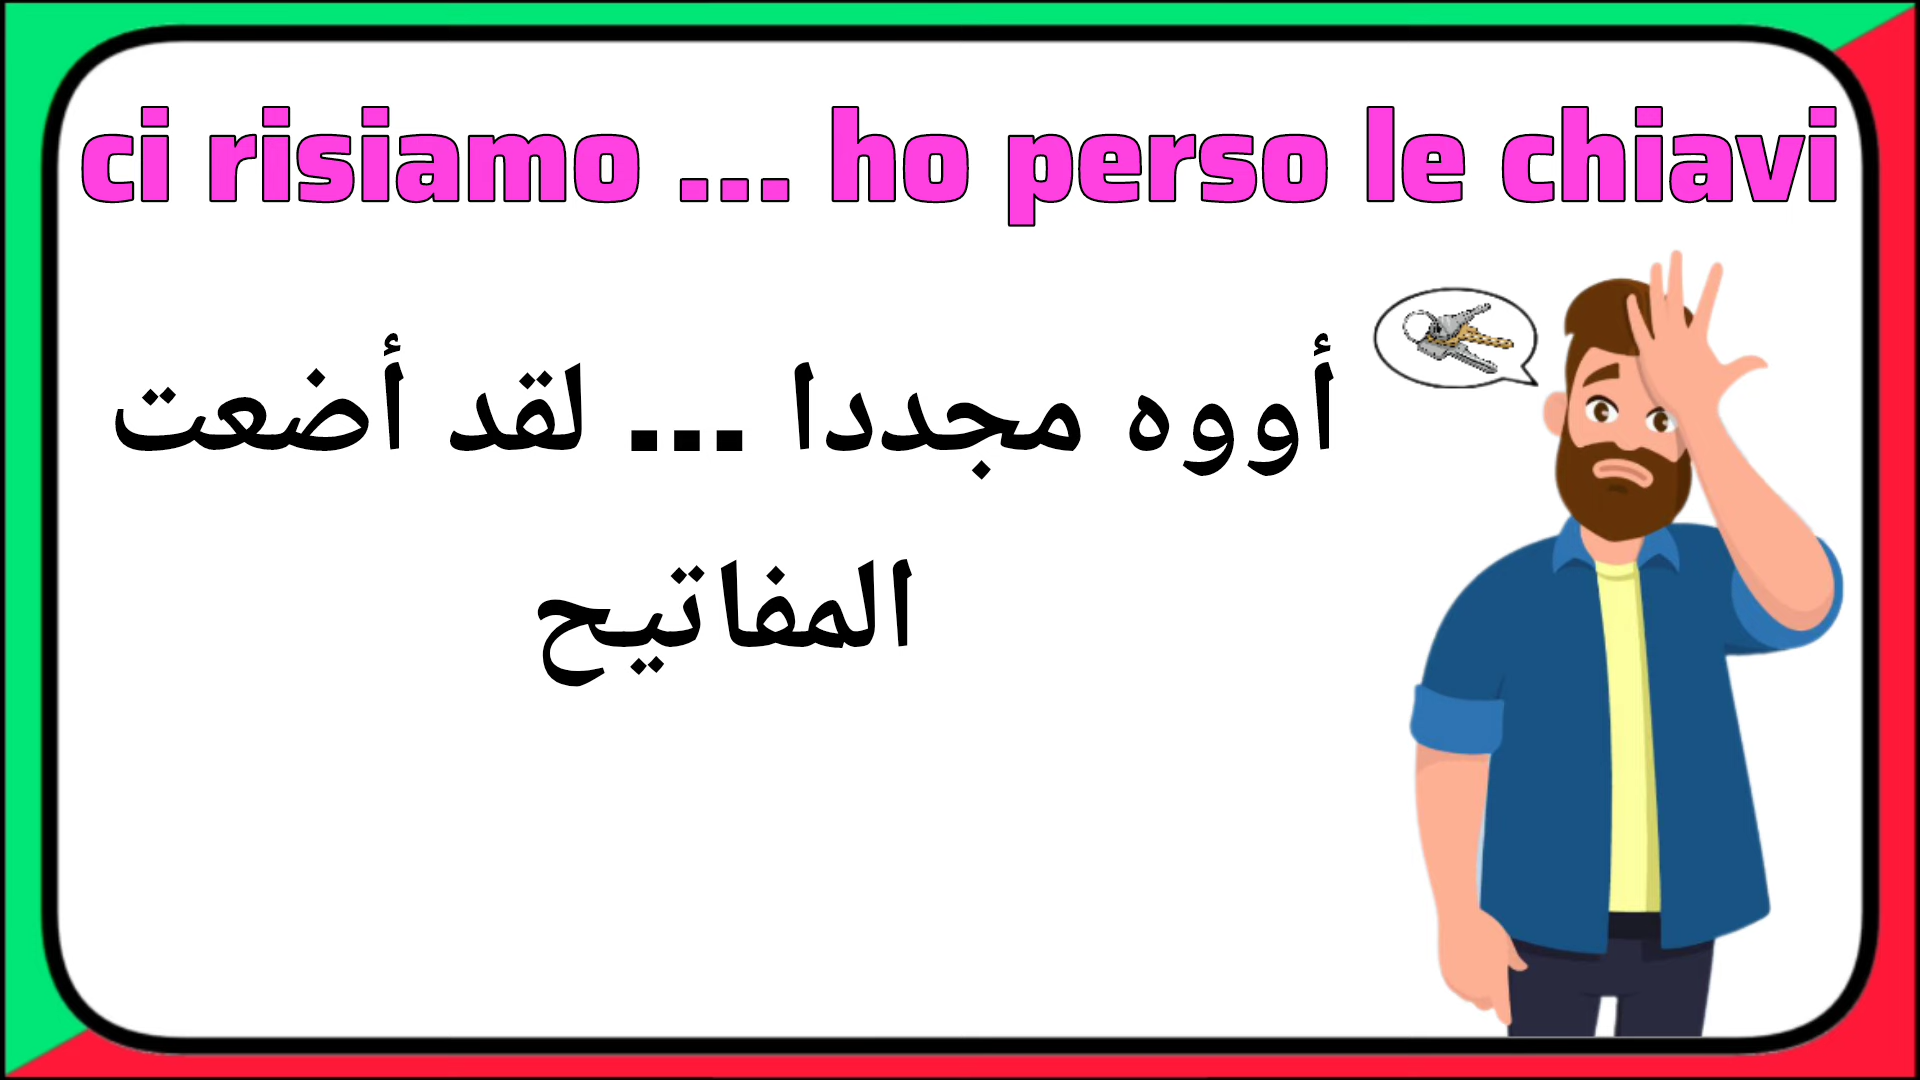 ci risiamo ... ho perso le chiavi
أووه مجددا ... لقد أضعت
المفاتيح